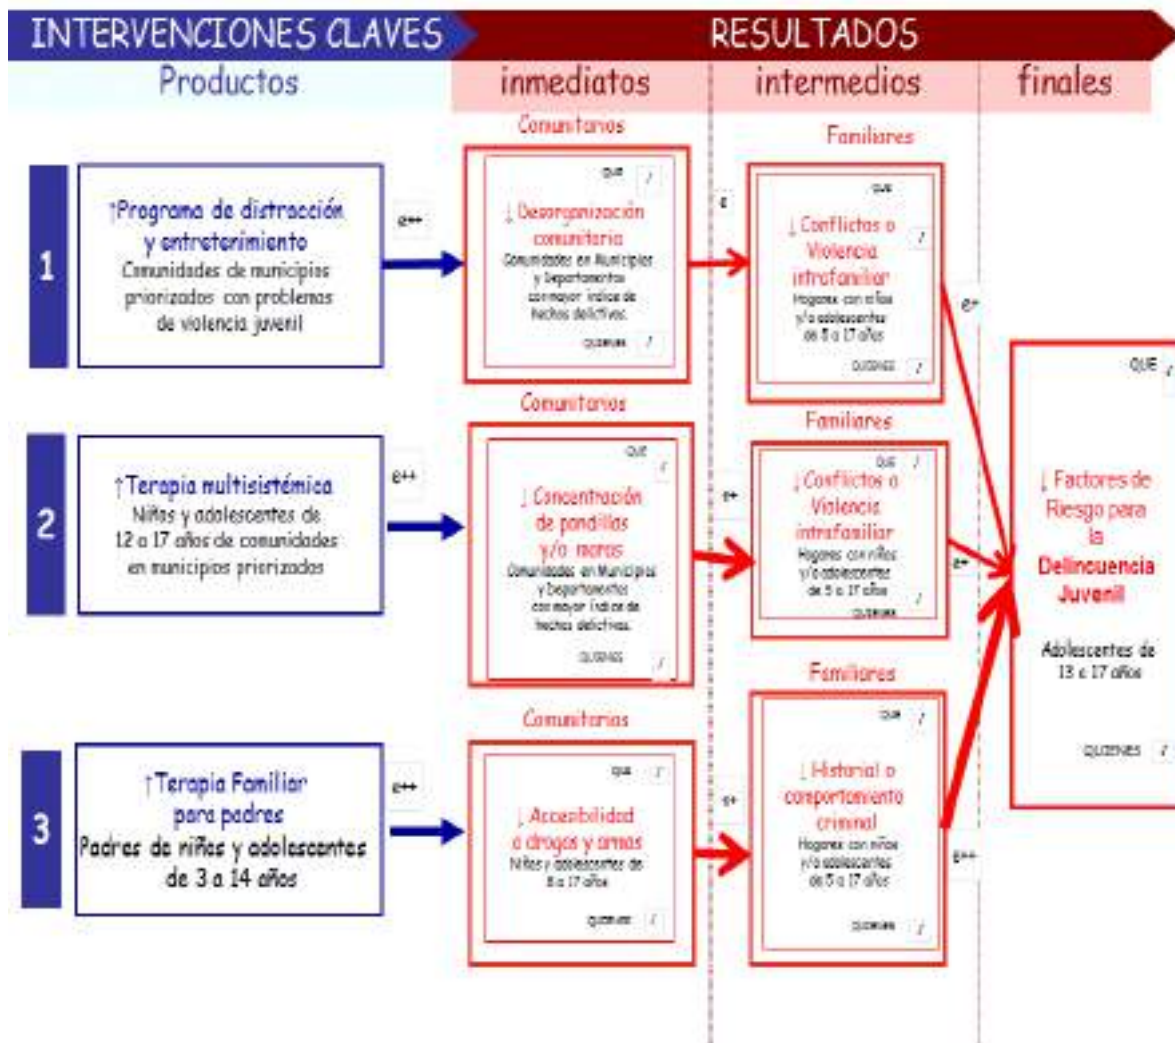 INTERVENCIONES CLAVES
RESULTADOS
Productos
inmediatos
intermedios
finales
1
↑Programa de distracción
y entretenimiento
Comunidades de municipios
priorizados con problemas
de violencia juvenil
e++
Comunitarios
QUE
↓ Desorganización
comunitaria
Comunidades en Municipios
y Departamentos
con mayor índice de
hechos delictivos.
QUIENES
e
Familiares
QUE
↓ Conflictos o
Violencia
intrafamiliar
Hogares con niños
y/o adolescentes
QUIENES
e+
2
↑Terapia multisistémica
Niños y adolescentes de
12 a 17 años de comunidades
en municipios priorizados
e++
Comunitarios
QUE
↓ Concentración
de pandillas
y/o maras
Comunidades en Municipios
y Departamentos
con mayor índice de
hechos delictivos.
QUIENES
e+
Familiares
QUE
↓ Conflictos o
Violencia
intrafamiliar
Hogares con niños
y/o adolescentes
de 5 a 17 años
QUIENES
e+
3
↑Terapia Familiar
para padres
Padres de niños y adolescentes
de 3 a 14 años
e++
Comunitarios
QUE
↓ Accesibilidad
a drogas y armas
Niños y adolescentes de
8 a 17 años
QUIENES
e+
Familiares
QUE
↓ Historial o
comportamiento
criminal
Hogares con niños
y/o adolescentes
de 5 a 17 años
QUIENES
e++
QUE
↓ Factores de
Riesgo para
la
Delincuencia
Juvenil
Adolescentes de
13 a 17 años
QUIENES